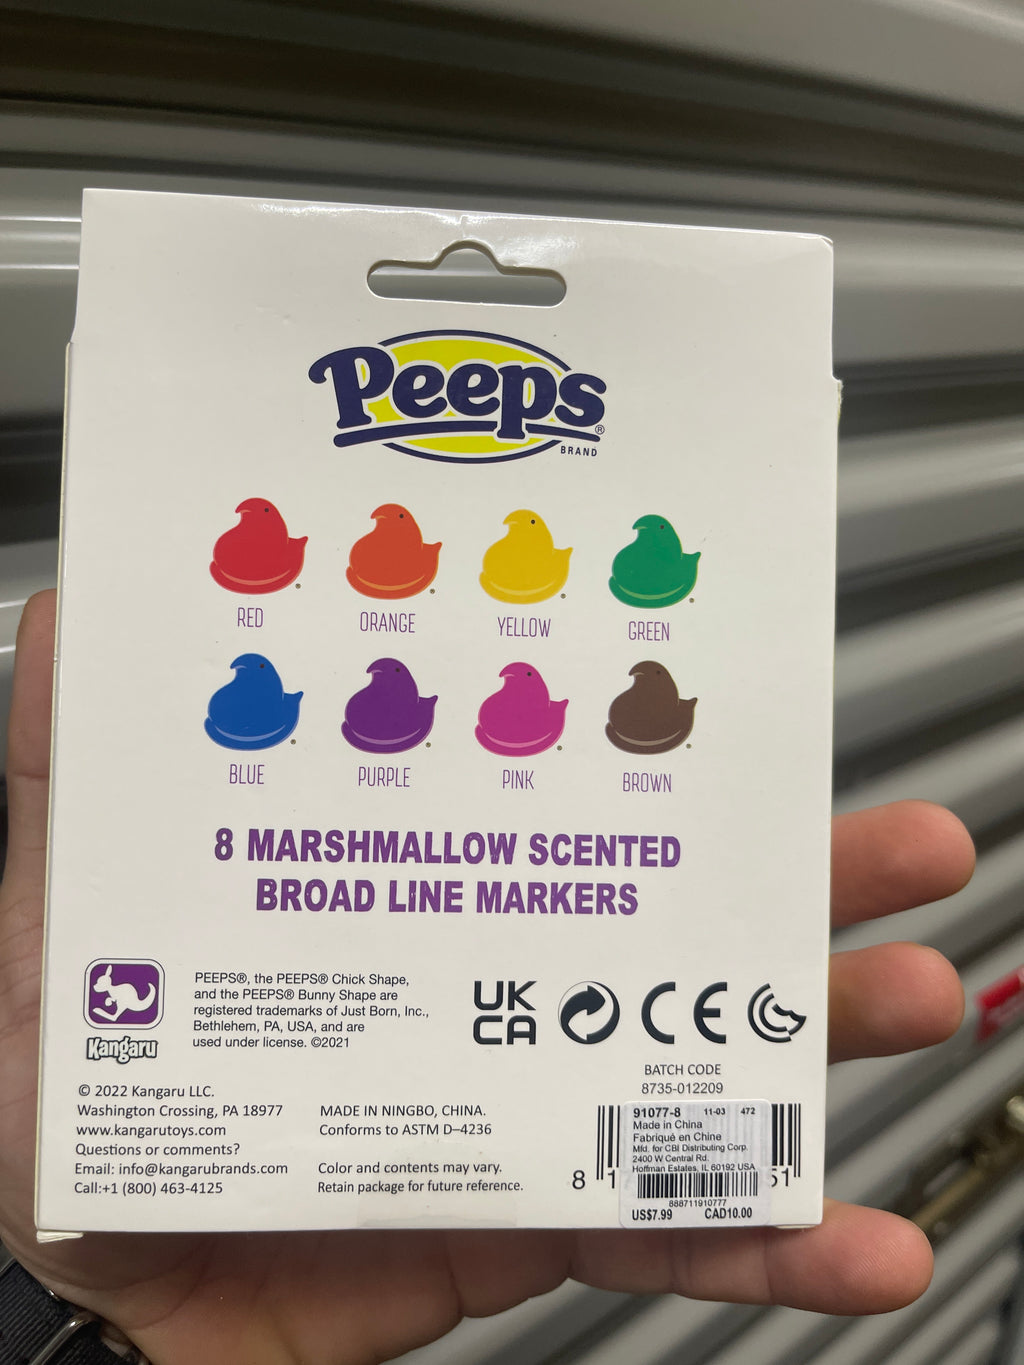 Peeps®
BRAND
RED
ORANGE
YELLOW
GREEN
BLUE
PURPLE
PINK
BROWN
8 MARSHMALLOW SCENTED
BROAD LINE MARKERS
Kangaru
PEEPS®, the PEEPS® Chick Shape,
and the PEEPS® Bunny Shape are
registered trademarks of Just Born, Inc.,
Bethlehem, PA, USA, and are
used under license. ©2021
UK
CA
CE
© 2022 Kangaru LLC.
Washington Crossing, PA 18977
www.kangarutoys.com
Questions or comments?
Email: info@kangarubrands.com
Call:+1 (800) 463-4125
MADE IN NINGBO, CHINA.
Conforms to ASTM D–4236
Color and contents may vary.
Retain package for future reference.
BATCH CODE
8735-012209
91077-8 11-03 472
Made in China
Fabriqué en Chine
Mfd. for CBI Distributing Corp.
2400 W Central Rd.
Hoffman Estates, IL 60192 USA
888711910777
US$7.99 CAD10.00
8 1 51